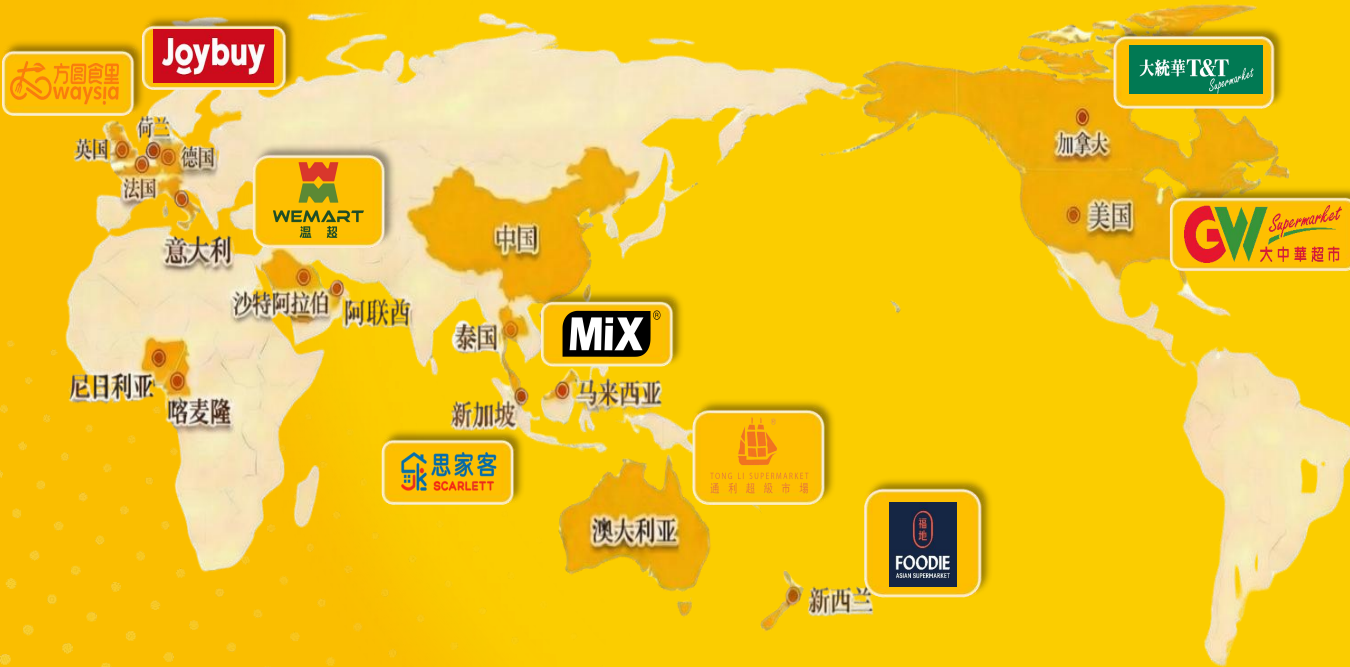 方圆食里
Owaysia
Joybuy
大統華T&T
Supermarket
荷兰
英国
德国
法国
意大利
WEMART
温超
沙特阿拉伯
阿联酋
中国
加拿大
美国
GW Supermarket
大中華超市
泰国
MiX®
尼日利亚
喀麦隆
新加坡
马来西亚
思家客
SCARLETT
®
TONG LI SUPERMARKET
通利超級市場
澳大利亚
福地
FOODIE
ASIAN SUPERMARKET
新西兰